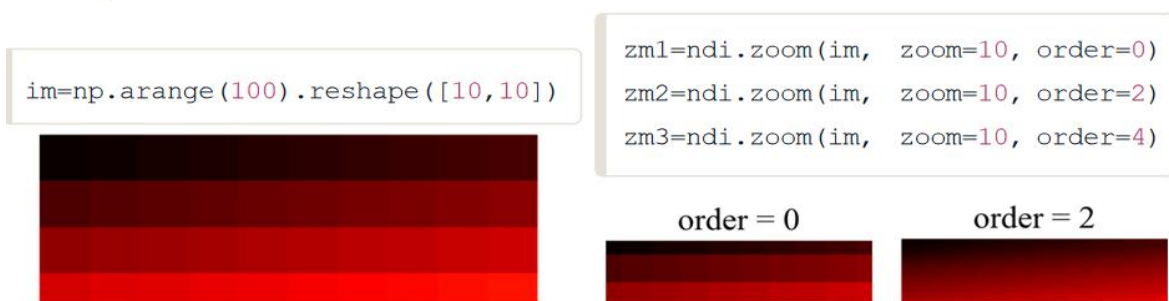 im=np.arange(100).reshape([10,10])
zm1=ndi.zoom(im, zoom=10, order=0)
zm2=ndi.zoom(im, zoom=10, order=2)
zm3=ndi.zoom(im, zoom=10, order=4)
order = 0
order = 2